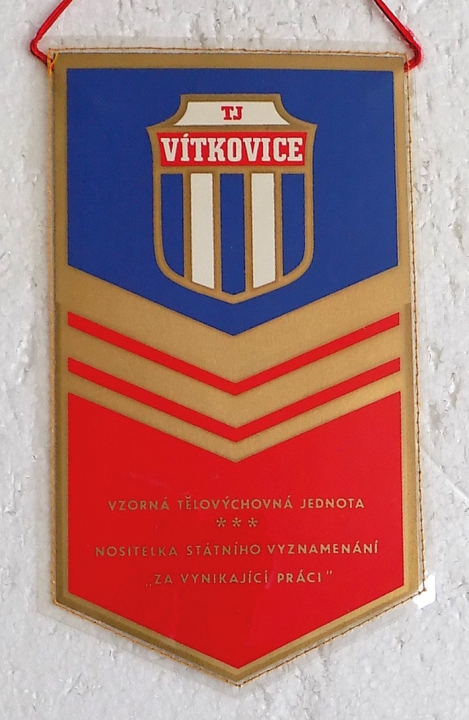 TJ
VÍTKOVICE
VZORNÁ TĚLOVÝCHOVNÁ JEDNOTA
***
NOSITELKA STÁTNÍHO VYZNAMENÁNÍ
„ZA VYNIKAJÍCÍ PRÁCI"